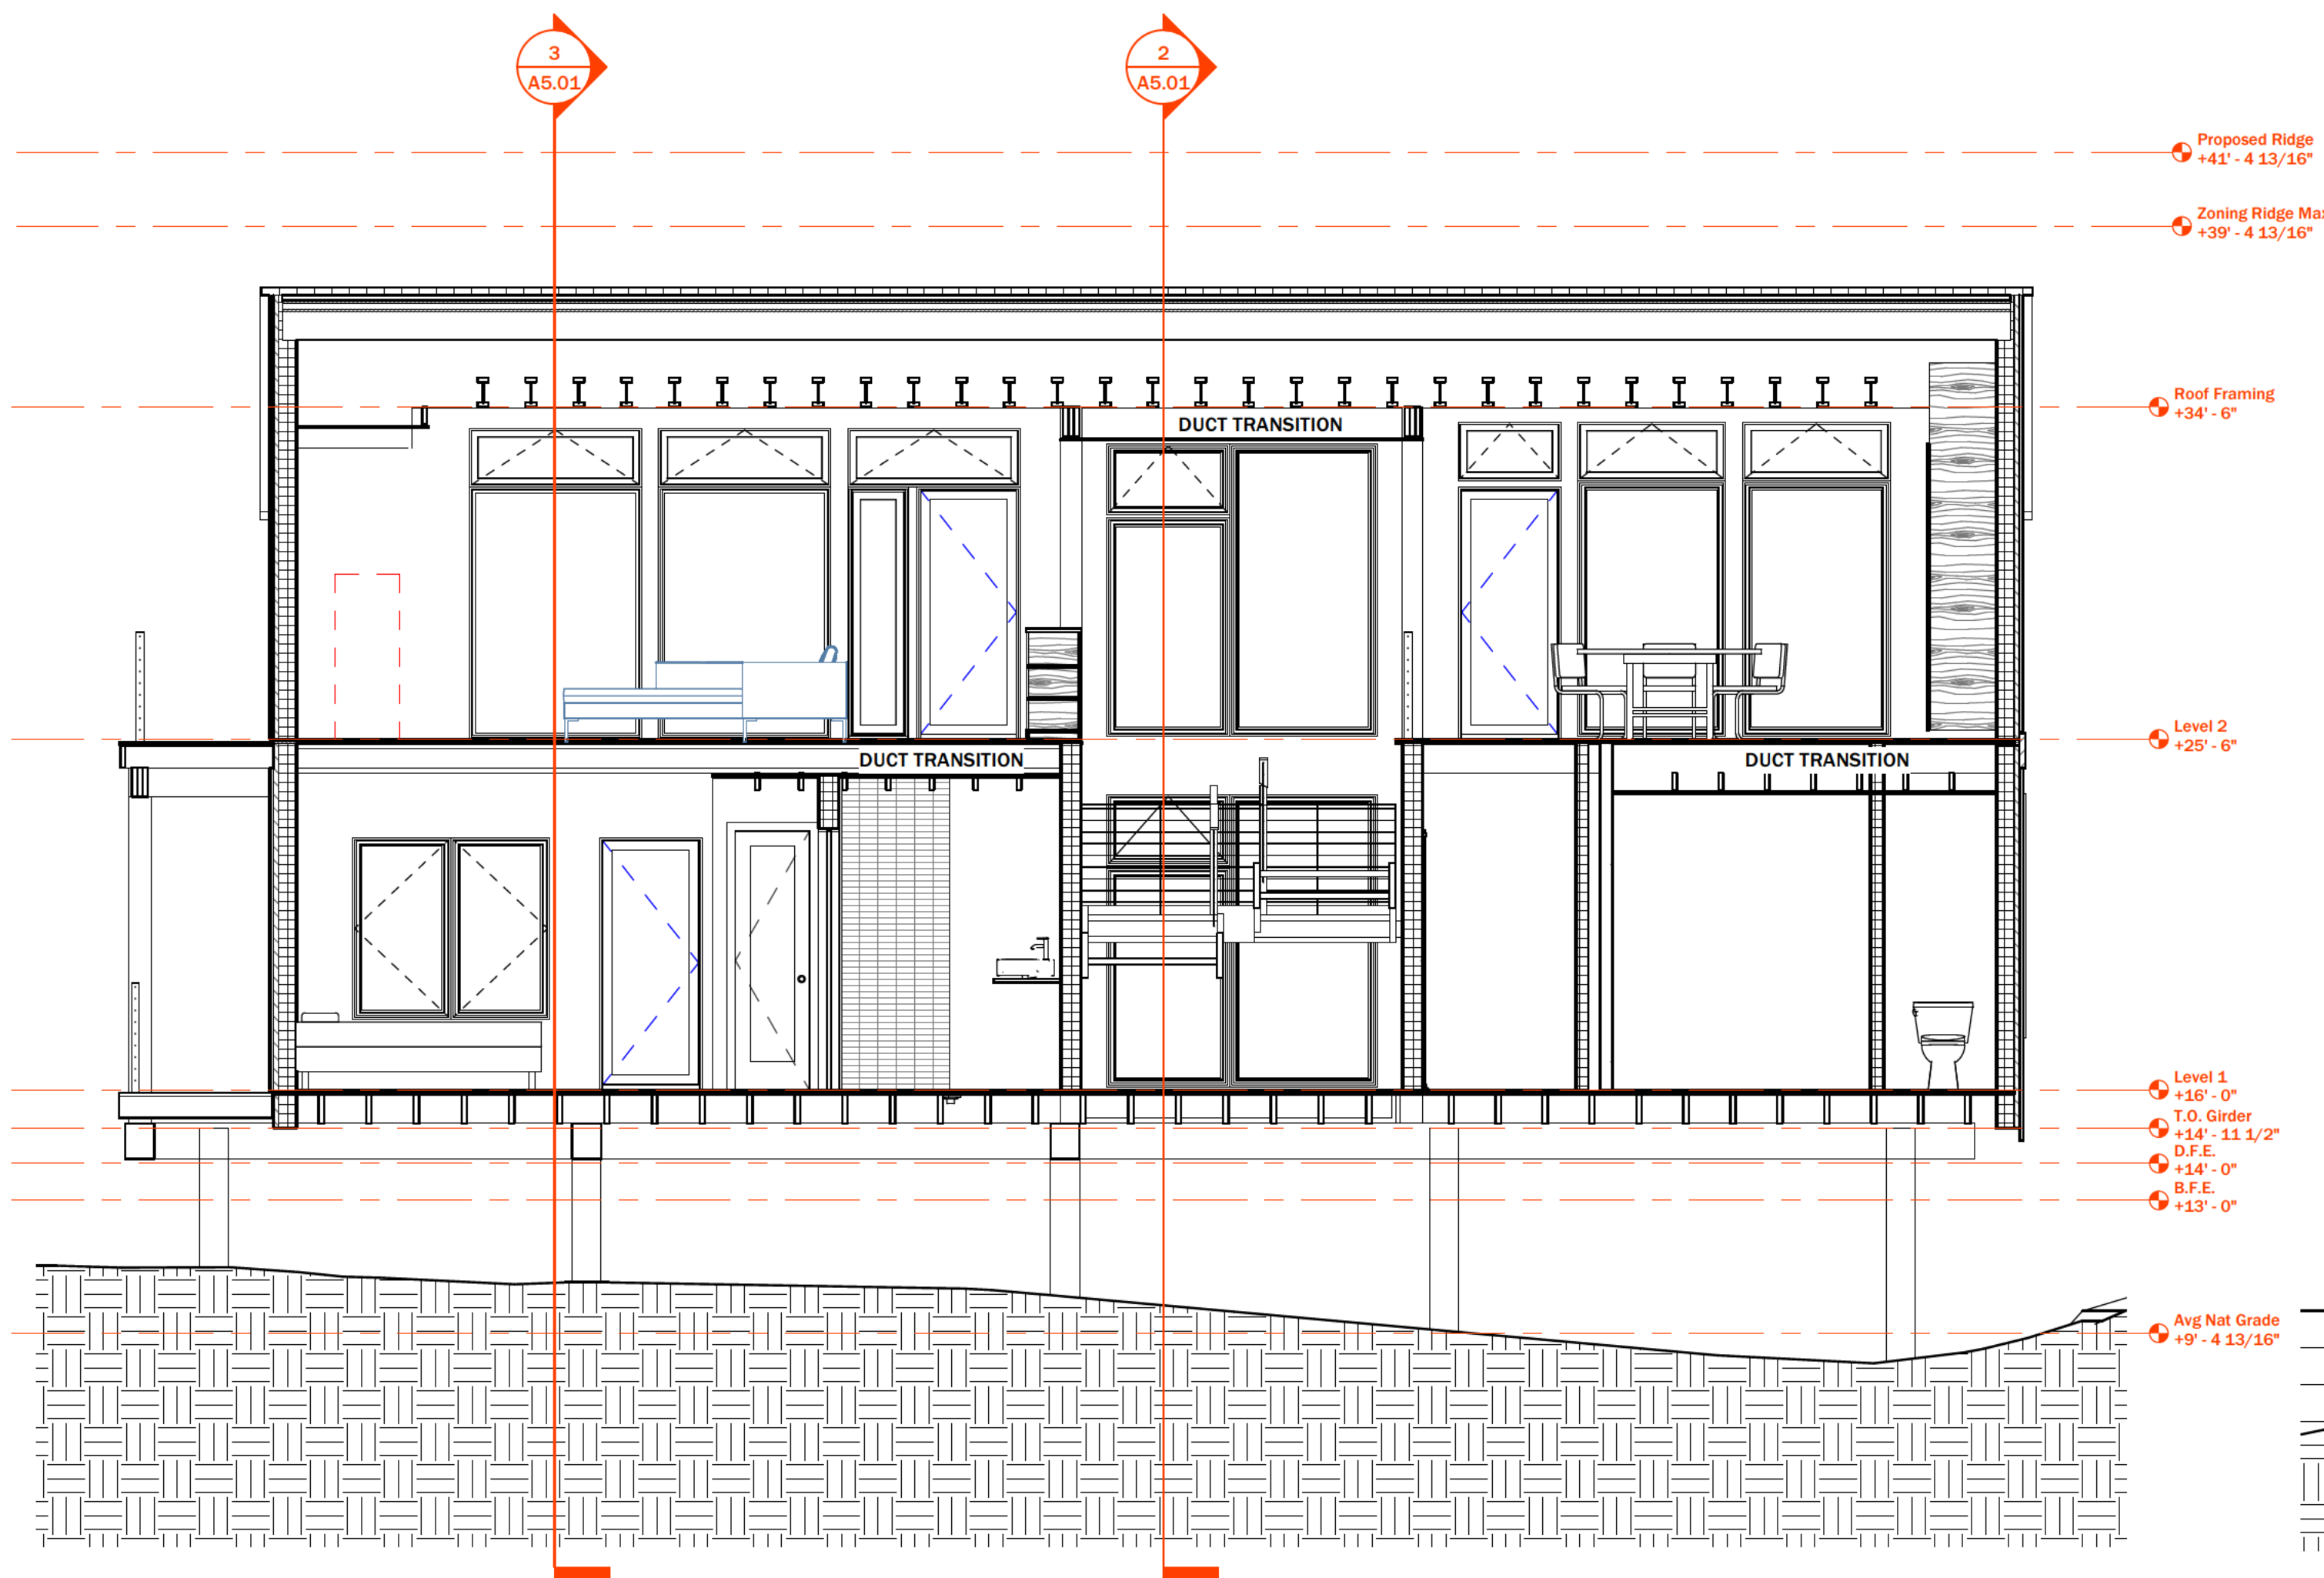 3
A5.01
2
A5.01
Proposed Ridge
+41' - 4 13/16"
Zoning Ridge Max
+39' - 4 13/16"
Roof Framing
+34' - 6"
DUCT TRANSITION
Level 2
+25' - 6"
DUCT TRANSITION
DUCT TRANSITION
Level 1
+16' - 0"
T.O. Girder
+14' - 11 1/2"
D.F.E.
+14' - 0"
B.F.E.
+13' - 0"
Avg Nat Grade
+9' - 4 13/16"